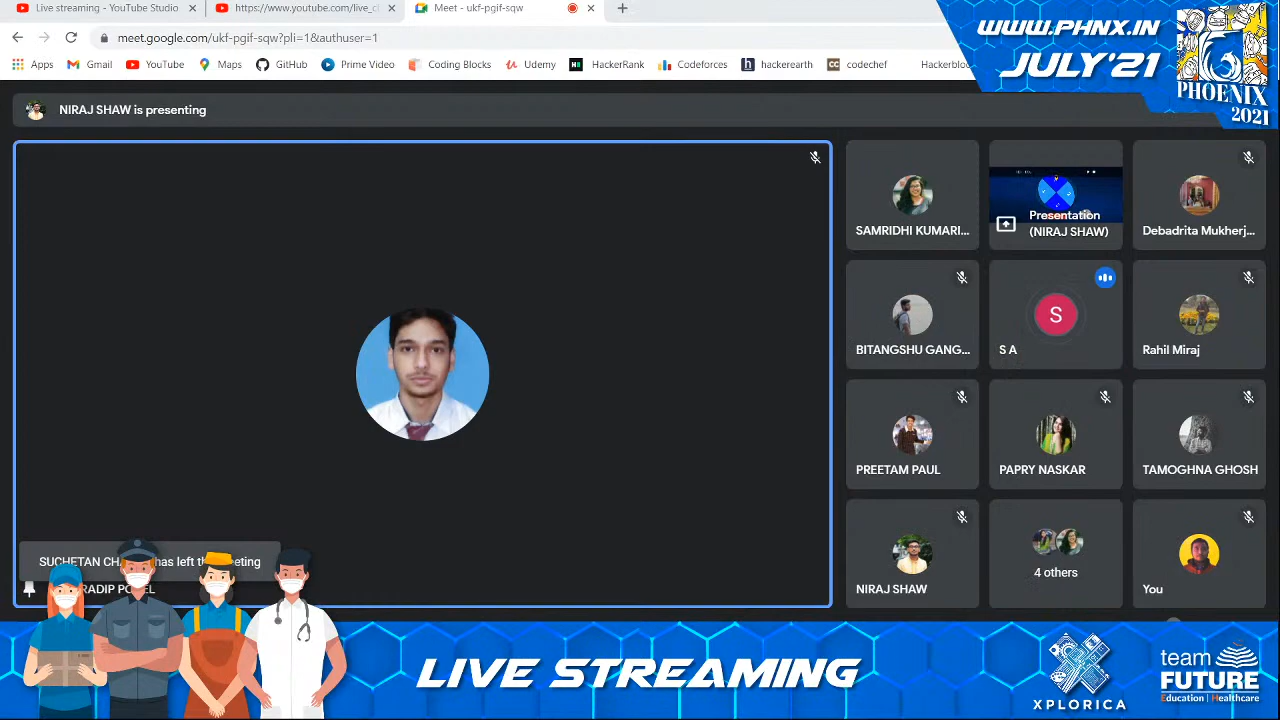 Live streaming - YouTube Studio
https://www.youtube.com/live_c
Meet - ukf-pgif-sqw
meet.google.com/ukf-pgif-sqw?pli=1&authuser=1
Apps Gmail YouTube Maps GitHub Prime Video Coding Blocks Udemy HackerRank Codeforces hackerearth codechef
WWW.PHNX.IN
JULY'21
PHOENIX
2021
NIRAJ SHAW is presenting
SAMRIDHI KUMARI...
Presentation
(NIRAJ SHAW)
Debadrita Mukherj...
BITANGSHU GANG...
S
S A
Rahil Miraj
PREETAM PAUL
PAPRY NASKAR
TAMOGHNA GHOSH
NIRAJ SHAW
4 others
You
SUCHETAN has left
LIVE STREAMING
XPLORICA
team
FUTURE
Education | Healthcare